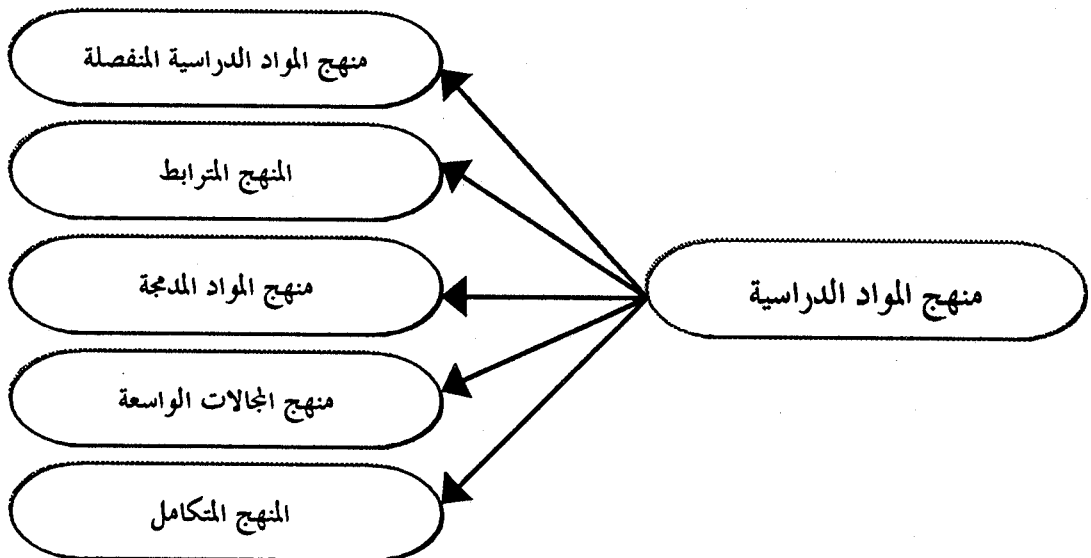 منهج المواد الدراسية
منهج المواد الدراسية المنفصلة
المنهج المترابط
منهج المواد المدمجة
منهج المجالات الواسعة
المنهج المتكامل